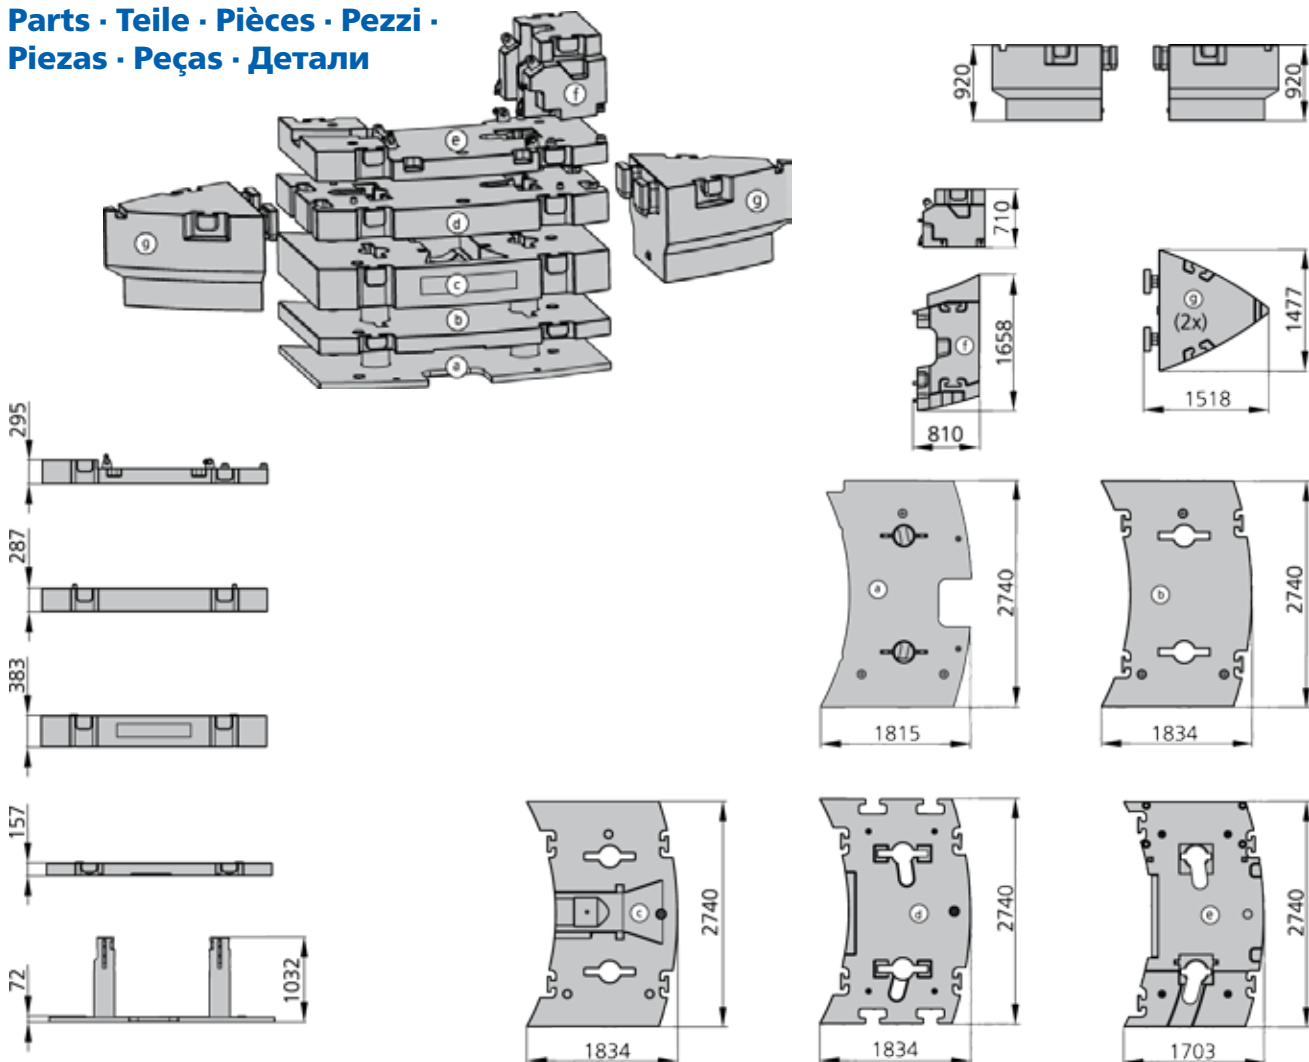 Parts · Teile · Pièces · Pezzi ·
Piezas · Peças · Детали
f
e
g
d
g
c
b
a
920
920
710
f
1658
810
g
(2x)
1477
1518
295
287
383
157
72
1032
a
2740
1815
b
2740
1834
c
2740
1834
d
2740
1834
e
2740
1703